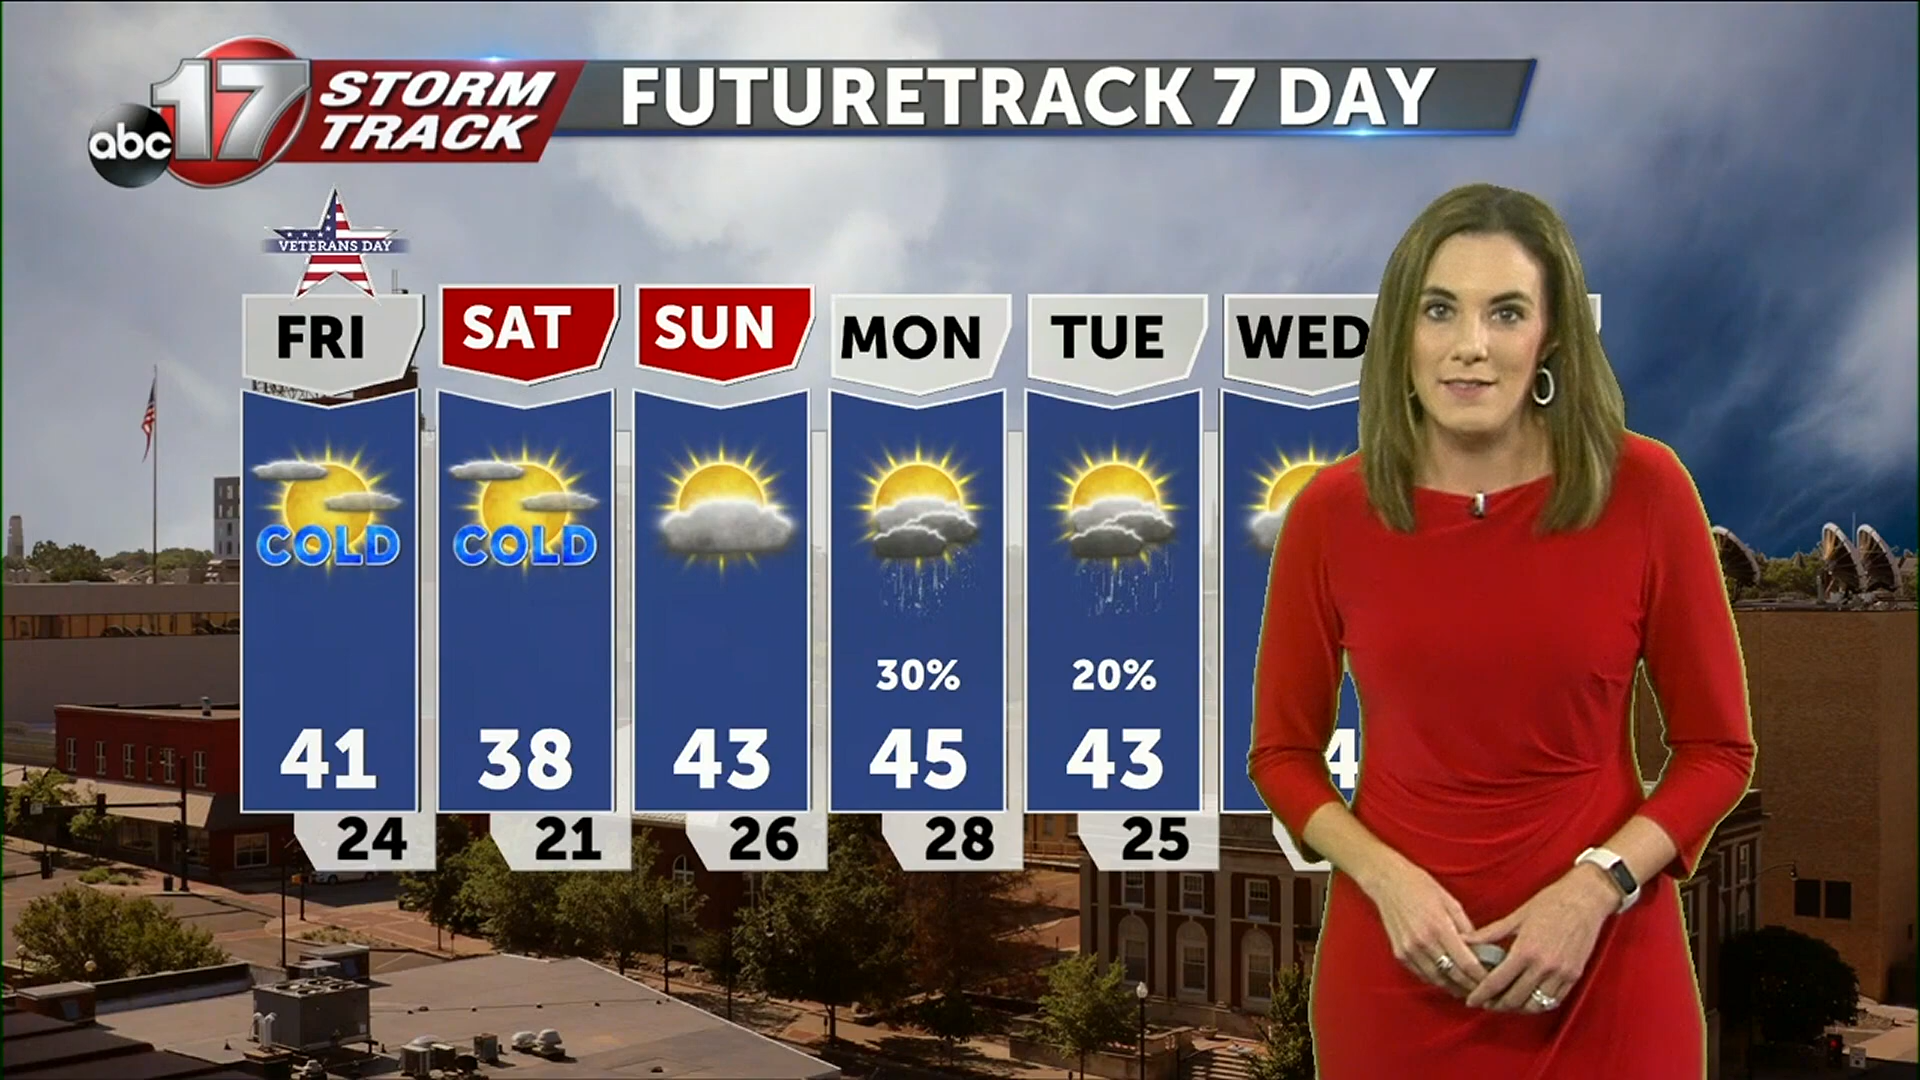 abc 17 STORM TRACK
FUTURETRACK 7 DAY
VETERANS DAY
FRI SAT SUN MON TUE WED
COLD COLD
30% 20%
41 38 43 45 43 4
24 21 26 28 25